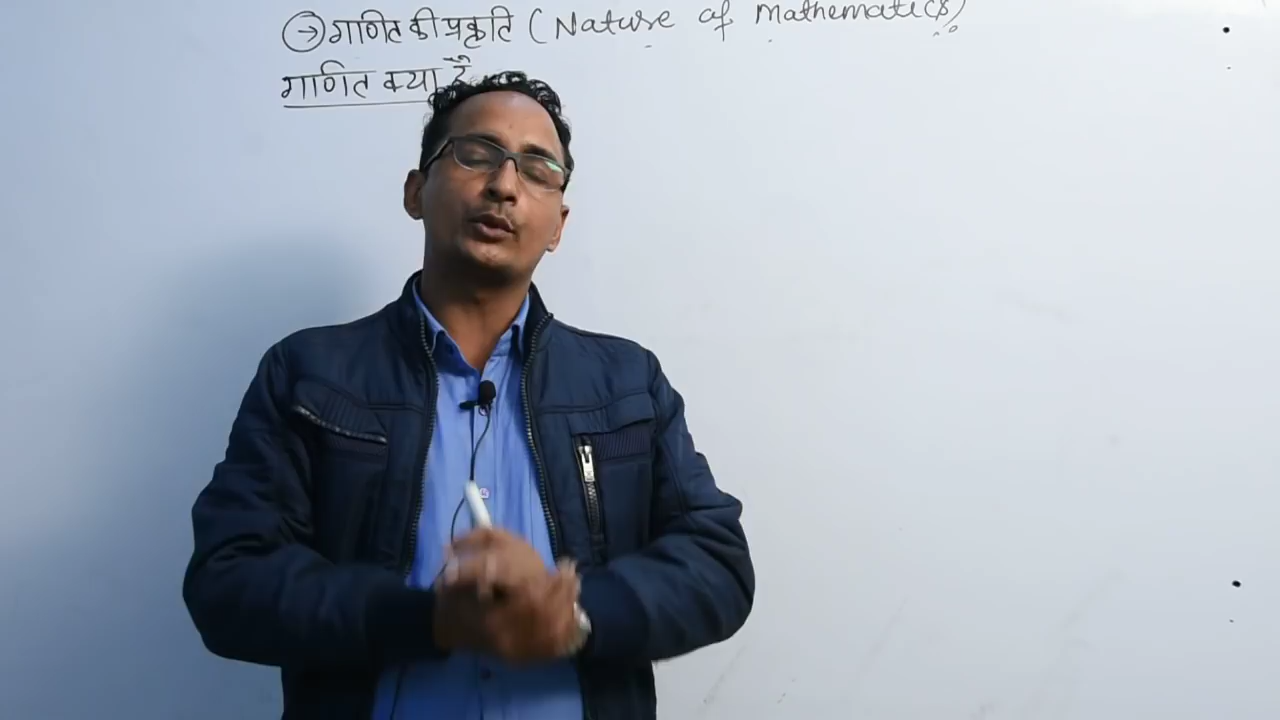 → गणित की प्रकृति ( Nature of Mathematics)
गणित क्या है